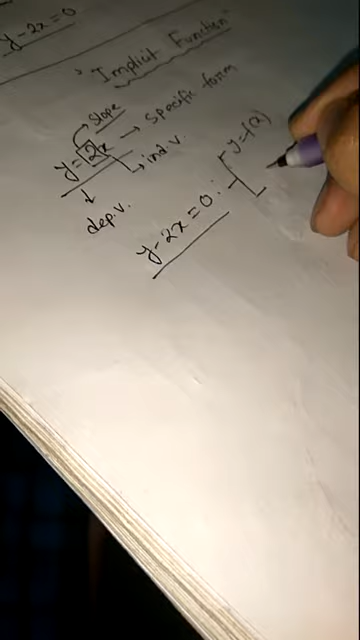 y-2x=0
"Implicit Function"
Slope
y=2x → specific form
ind.v.
dep.v.
y-2x=0: y=f(x)